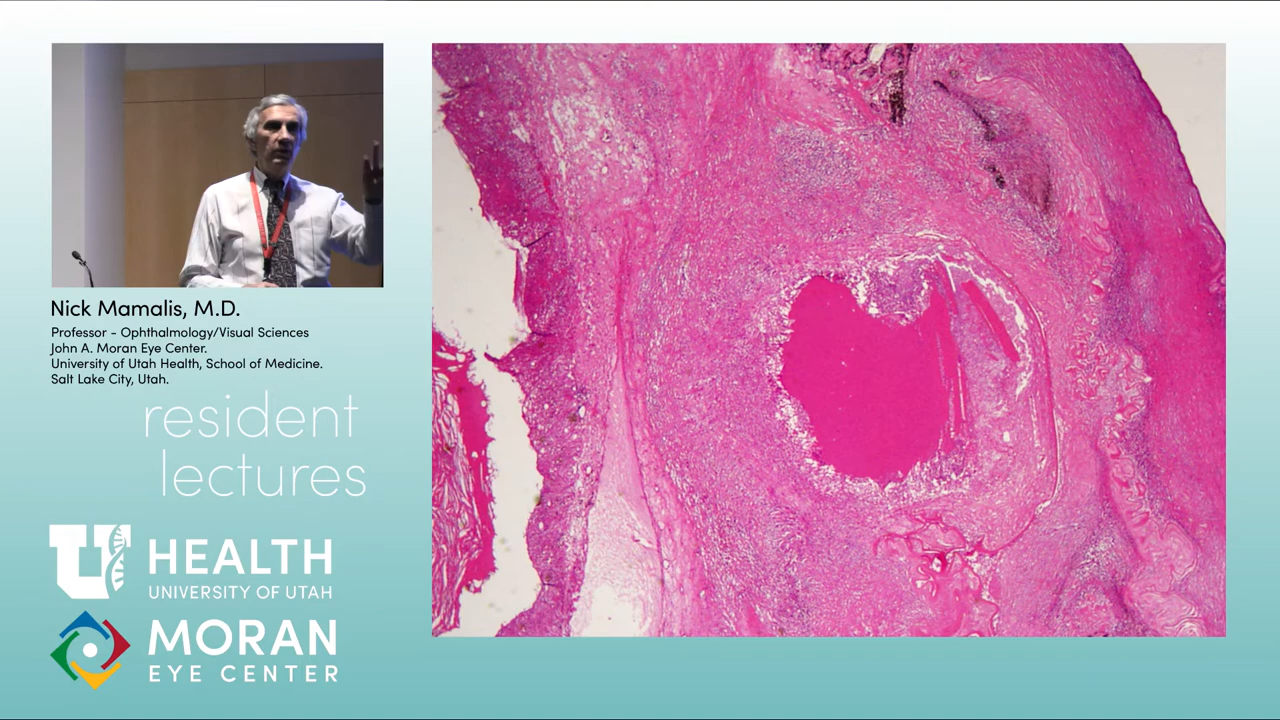 Nick Mamalis, M.D.
Professor - Ophthalmology/Visual Sciences
John A. Moran Eye Center.
University of Utah Health, School of Medicine.
Salt Lake City, Utah.
resident
lectures
U HEALTH
UNIVERSITY OF UTAH
MORAN
EYE CENTER